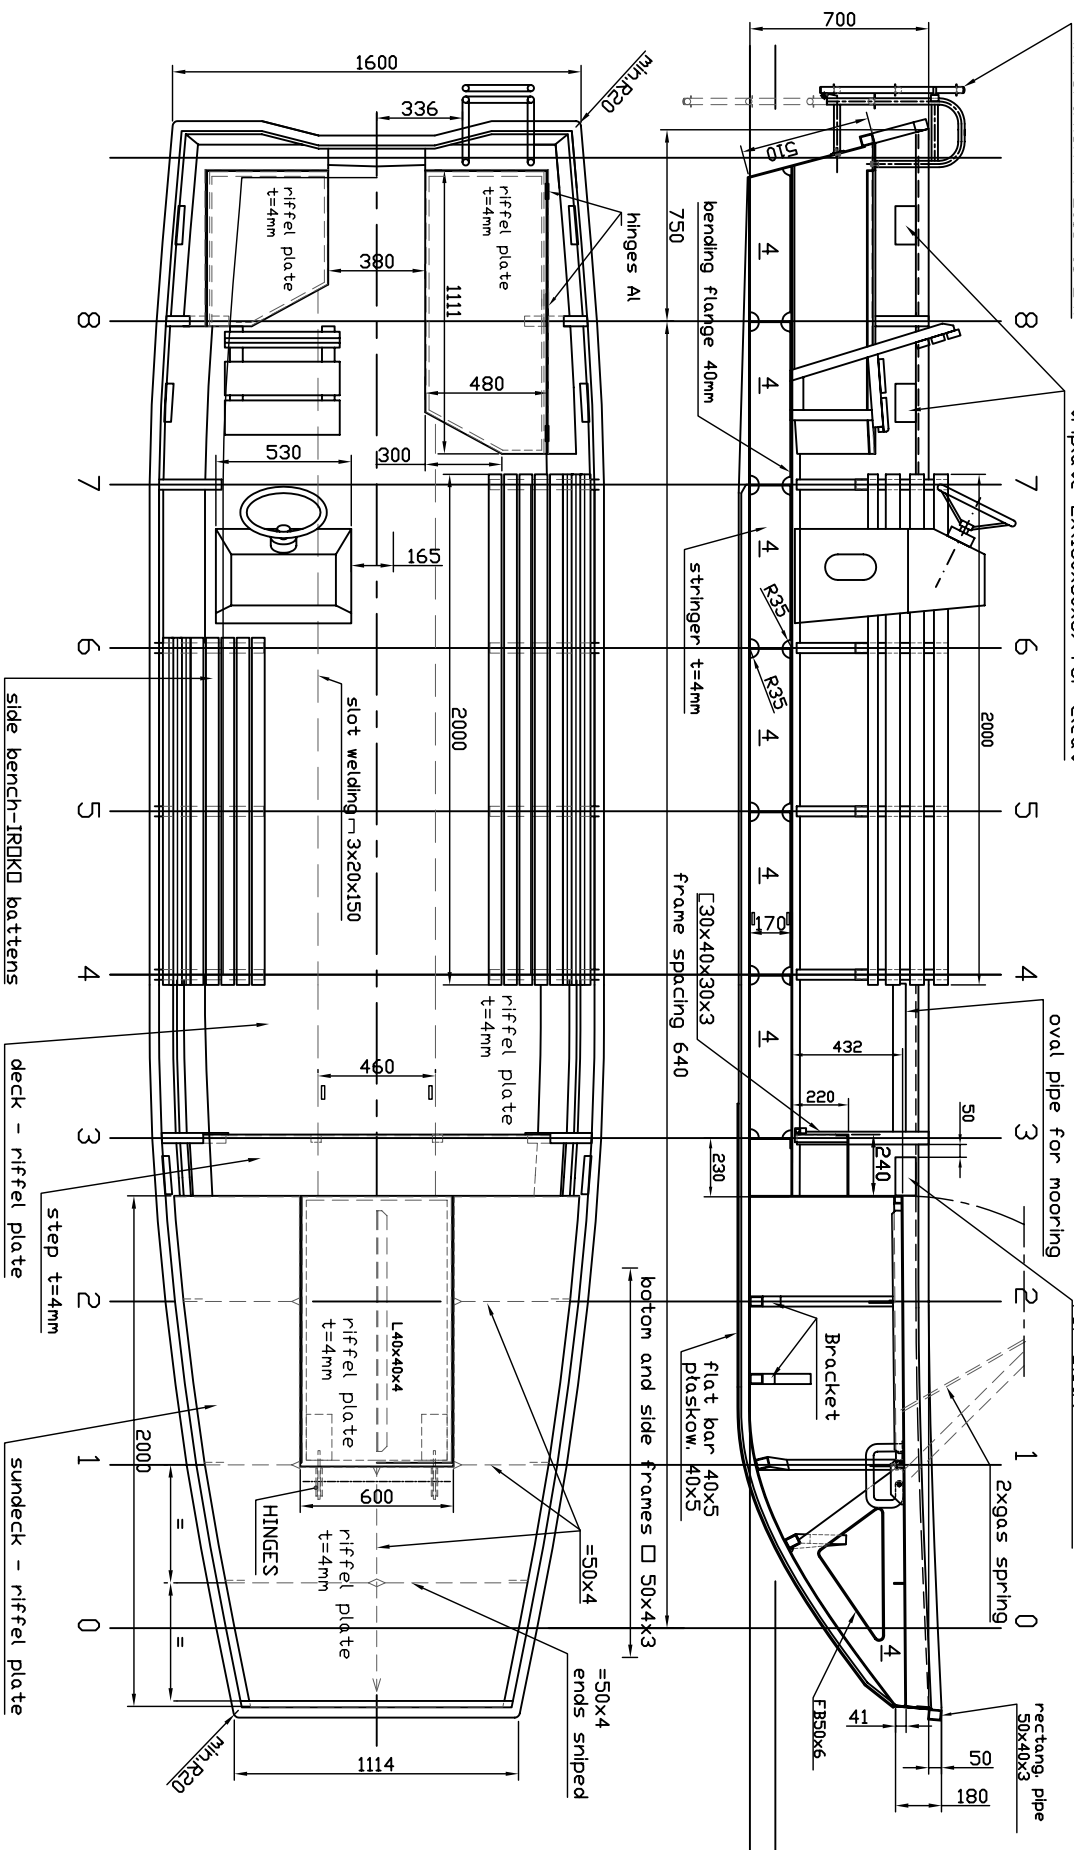 700
1600
336
min.R20
510
750
riffel plate
t=4mm
riffel plate
t=4mm
hinges Al
bending flange 40mm
380
1111
480
300
530
165
4
4
4
4
4
4
4
8
7
6
5
4
3
2
1
0
8
7
6
5
4
3
2
1
0
stringer t=4mm
R35
R35
2000
2000
slot welding 3x20x150
side bench-IROKO battens
170
□30x40x30x3
frame spacing 640
riffel plate
t=4mm
460
432
220
50
240
230
oval pipe for mooring
deck - riffel plate
step t=4mm
Bracket
flat bar 40x5
płaskow. 40x5
botom and side frames □ 50x4x3
L40x40x4
riffel plate
t=4mm
2000
600
HINGES
=
=
2xgas spring
=50x4
riffel plate
t=4mm
=50x4
ends sniped
FB50x6
41
50
180
rectang. pipe
50x40x3
1114
min.R20
sundeck - riffel plate